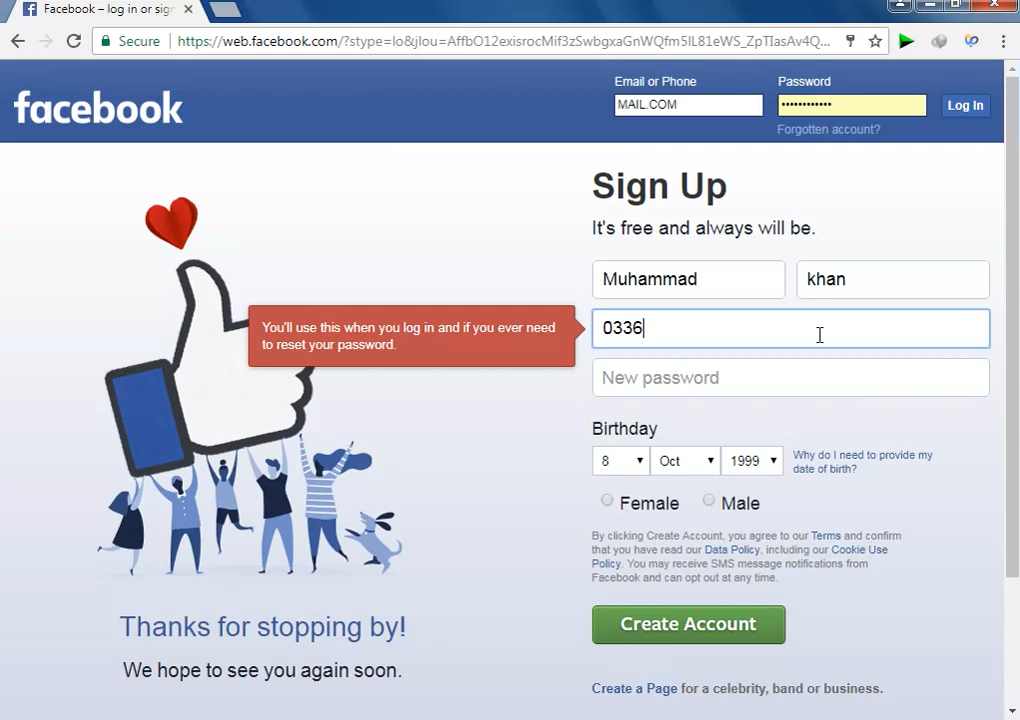 Facebook – log in or sign
Secure
https://web.facebook.com/?stype=lo&jlou=AffbO12exisrocMif3zSwbgxaGnWQfm5lL81eWS_ZpTIasAv4Q...
Email or Phone
Password
facebook
MAIL.COM
••••••••••••
Log In
Forgotten account?
Sign Up
It's free and always will be.
Muhammad
khan
You'll use this when you log in and if you ever need
to reset your password.
0336
New password
Birthday
8
Oct
1999
Why do I need to provide my
date of birth?
Female
Male
By clicking Create Account, you agree to our Terms and confirm
that you have read our Data Policy, including our Cookie Use
Policy. You may receive SMS message notifications from
Facebook and can opt out at any time.
Create Account
Thanks for stopping by!
We hope to see you again soon.
Create a Page for a celebrity, band or business.